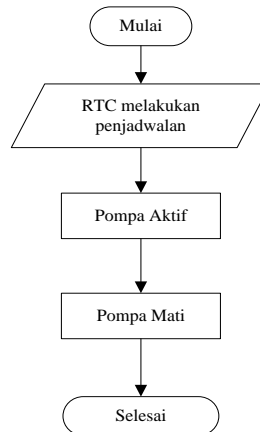 Mulai
RTC melakukan
penjadwalan
Pompa Aktif
Pompa Mati
Selesai